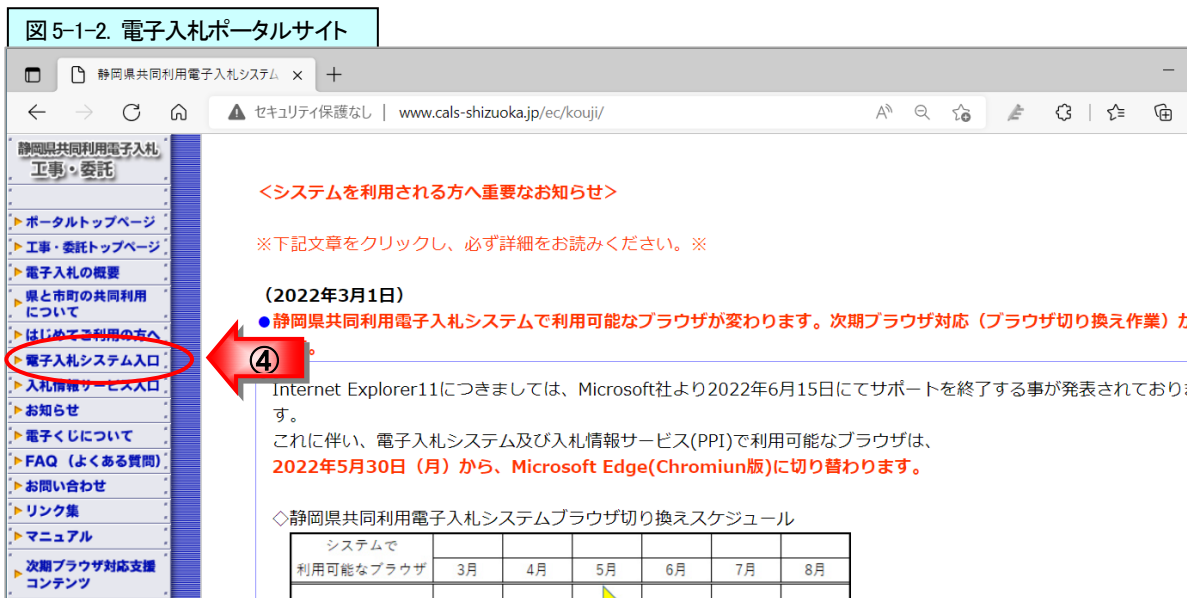 図 5-1-2. 電子入札ポータルサイト
静岡県共同利用電子入札システム
セキュリティ保護なし | www.cals-shizuoka.jp/ec/kouji/
静岡県共同利用電子入札
工事・委託
ポータルトップページ
工事・委託トップページ
電子入札の概要
県と市町の共同利用
について
はじめてご利用の方へ
電子入札システム入口
入札情報サービス入口
お知らせ
電子くじについて
FAQ（よくある質問）
お問い合わせ
リンク集
マニュアル
次期ブラウザ対応支援
コンテンツ
④
＜システムを利用される方へ重要なお知らせ＞
※下記文章をクリックし、必ず詳細をお読みください。※
（2022年3月1日）
●静岡県共同利用電子入札システムで利用可能なブラウザが変わります。次期ブラウザ対応（ブラウザ切り換え作業）が
。
Internet Explorer11につきましては、Microsoft社より2022年6月15日にてサポートを終了する事が発表されており
す。
これに伴い、電子入札システム及び入札情報サービス(PPI)で利用可能なブラウザは、
2022年5月30日（月）から、Microsoft Edge(Chromiun版)に切り替わります。
◇静岡県共同利用電子入札システムブラウザ切り換えスケジュール
システムで
利用可能なブラウザ 3月 4月 5月 6月 7月 8月